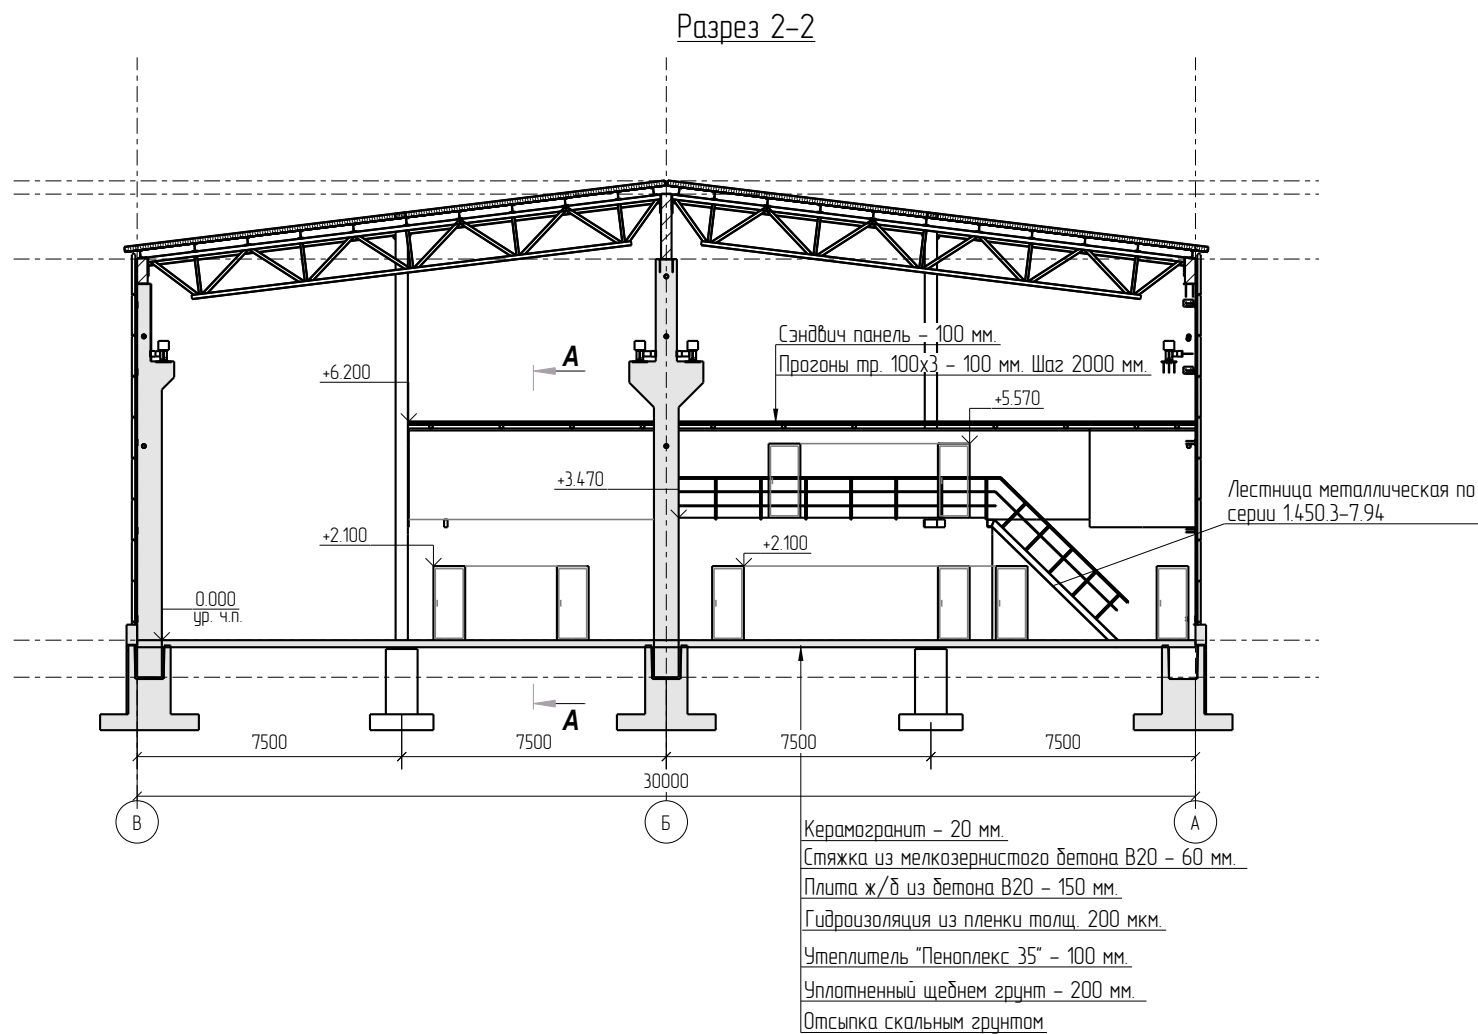 Разрез 2-2
Сэндвич панель - 100 мм.
А
+6.200
Прогоны тр. 100х3 - 100 мм. Шаг 2000 мм.
+5.570
+3.470
Лестница металлическая по
серии 1.450.3-7.94
+2.100
+2.100
0.000
ур. ч.п.
А
7500
7500
7500
7500
30000
В
Б
А
Керамогранит - 20 мм.
Стяжка из мелкозернистого бетона В20 - 60 мм.
Плита ж/б из бетона В20 - 150 мм.
Гидроизоляция из пленки толщ. 200 мкм.
Утеплитель "Пеноплекс 35" - 100 мм.
Уплотненный щебнем грунт - 200 мм.
Отсыпка скальным грунтом